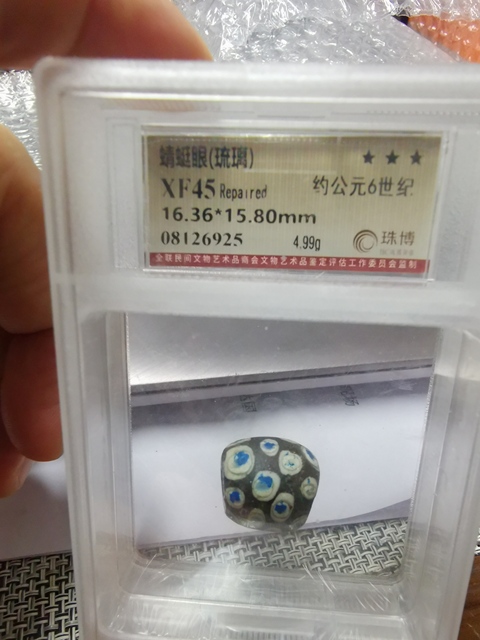 蜻蜓眼(琉璃) ★ ★ ★
XF45 Repaired 约公元6世纪
16.36*15.80mm
08126925 4.99g 珠博
全联民间文物艺术品商会文物艺术品鉴定评估工作委员会监制